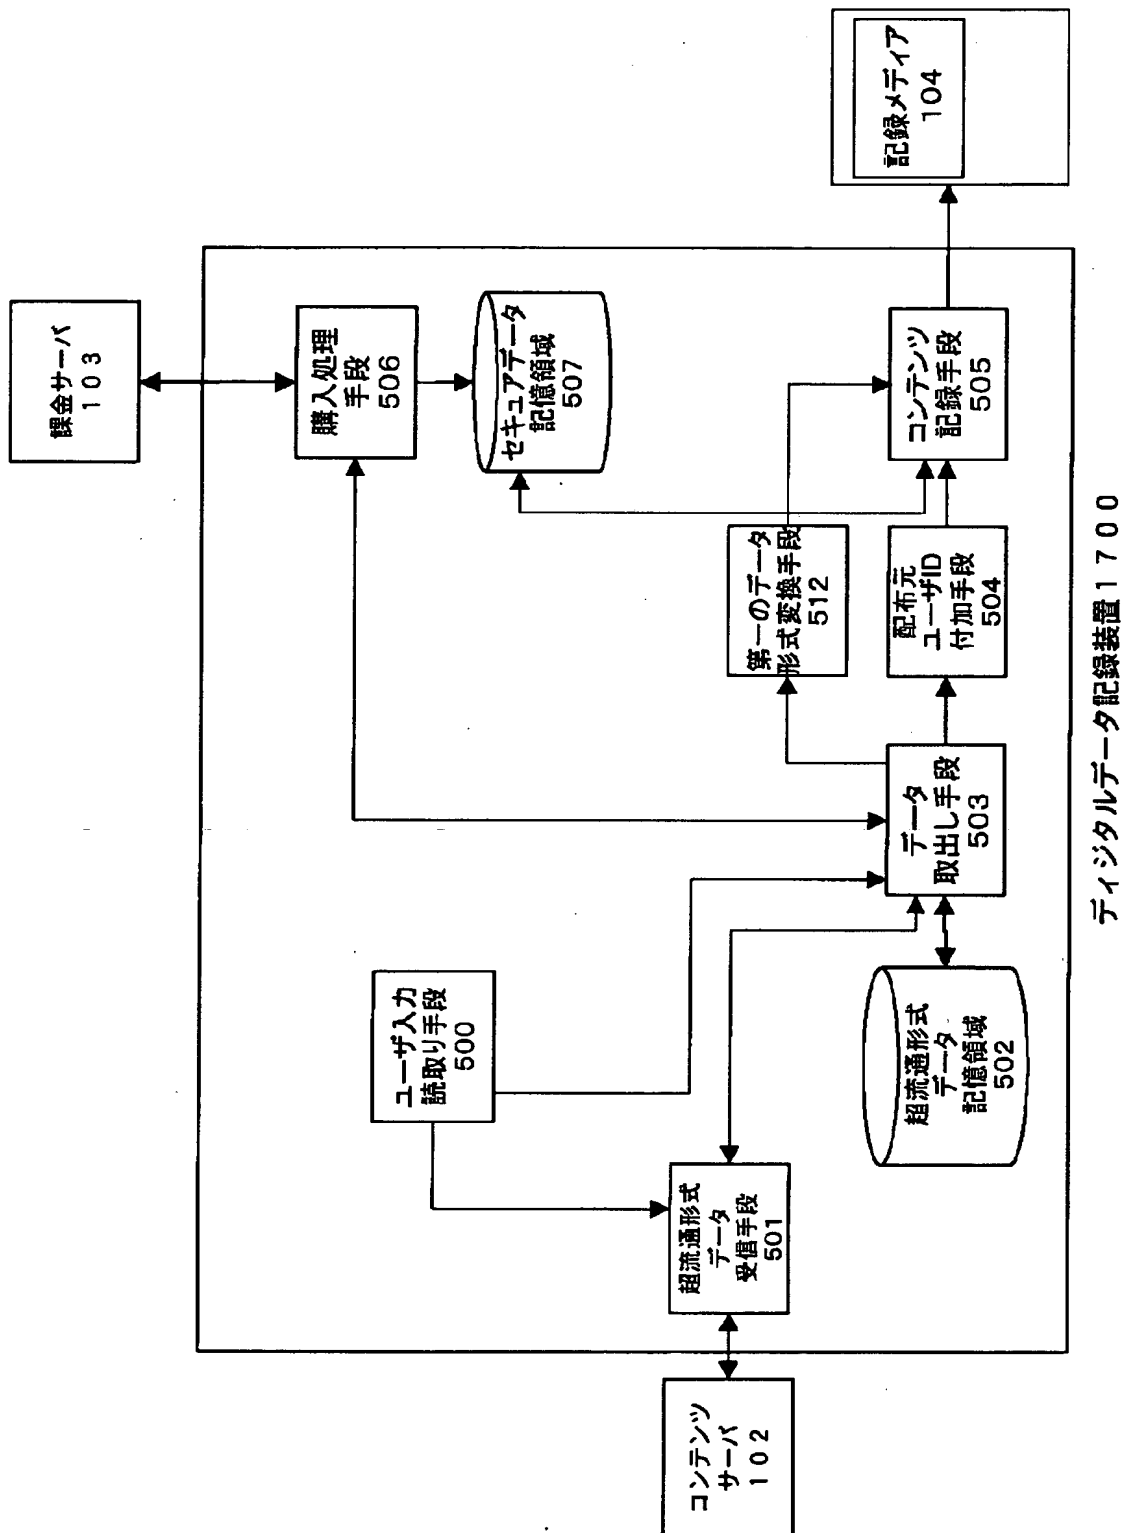 課金サーバ
１０３
購入処理
手段
506
セキュアデータ
記憶領域
507
記録メディア
104
ユーザ入力
読取り手段
500
第一のデータ
形式変換手段
512
コンテンツ
サーバ
１０２
超流通形式
データ
受信手段
501
超流通形式
データ
記憶領域
502
データ
取出し手段
503
配布元
ユーザID
付加手段
504
コンテンツ
記録手段
505
ディジタルデータ記録装置１７００